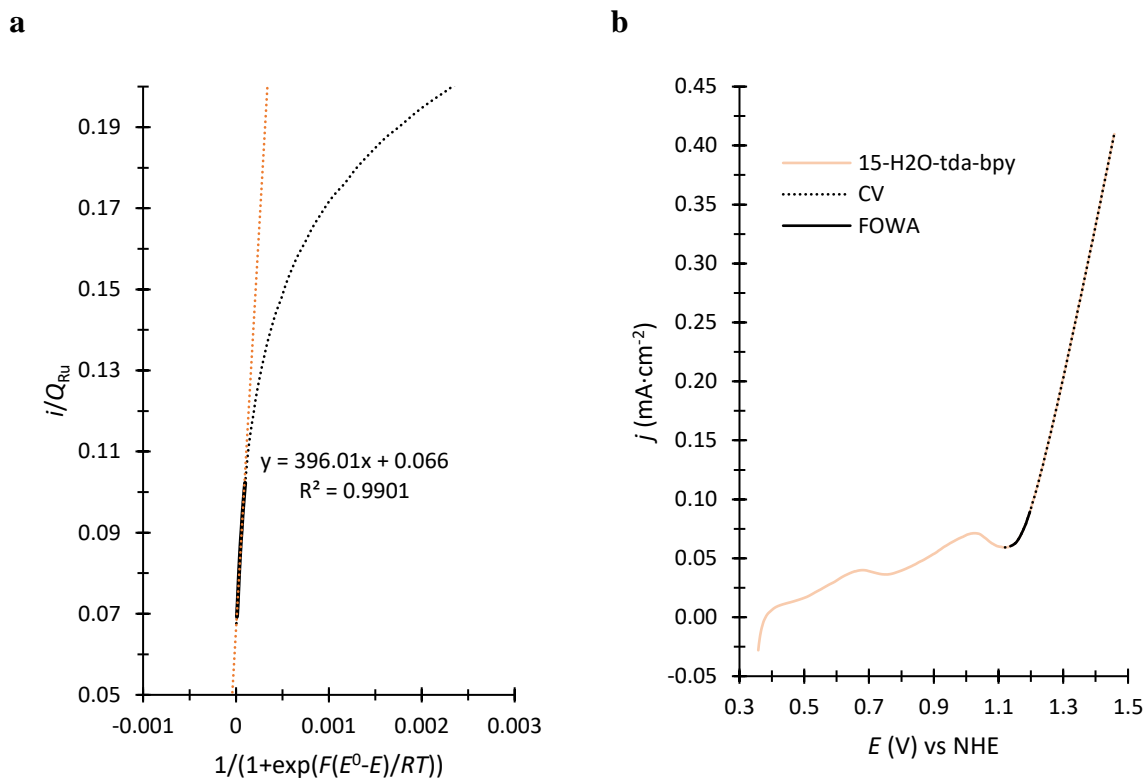 a
b
0.19
0.17
0.15
0.13
0.11
0.09
0.07
0.05
i/Q_Ru
y = 396.01x + 0.066
R² = 0.9901
-0.001
0
0.001
0.002
0.003
1/(1+exp(F(E⁰-E)/RT))
0.45
0.40
0.35
0.30
0.25
0.20
0.15
0.10
0.05
0.00
-0.05
j (mA·cm⁻²)
15-H2O-tda-bpy
CV
FOWA
0.3
0.5
0.7
0.9
1.1
1.3
1.5
E (V) vs NHE